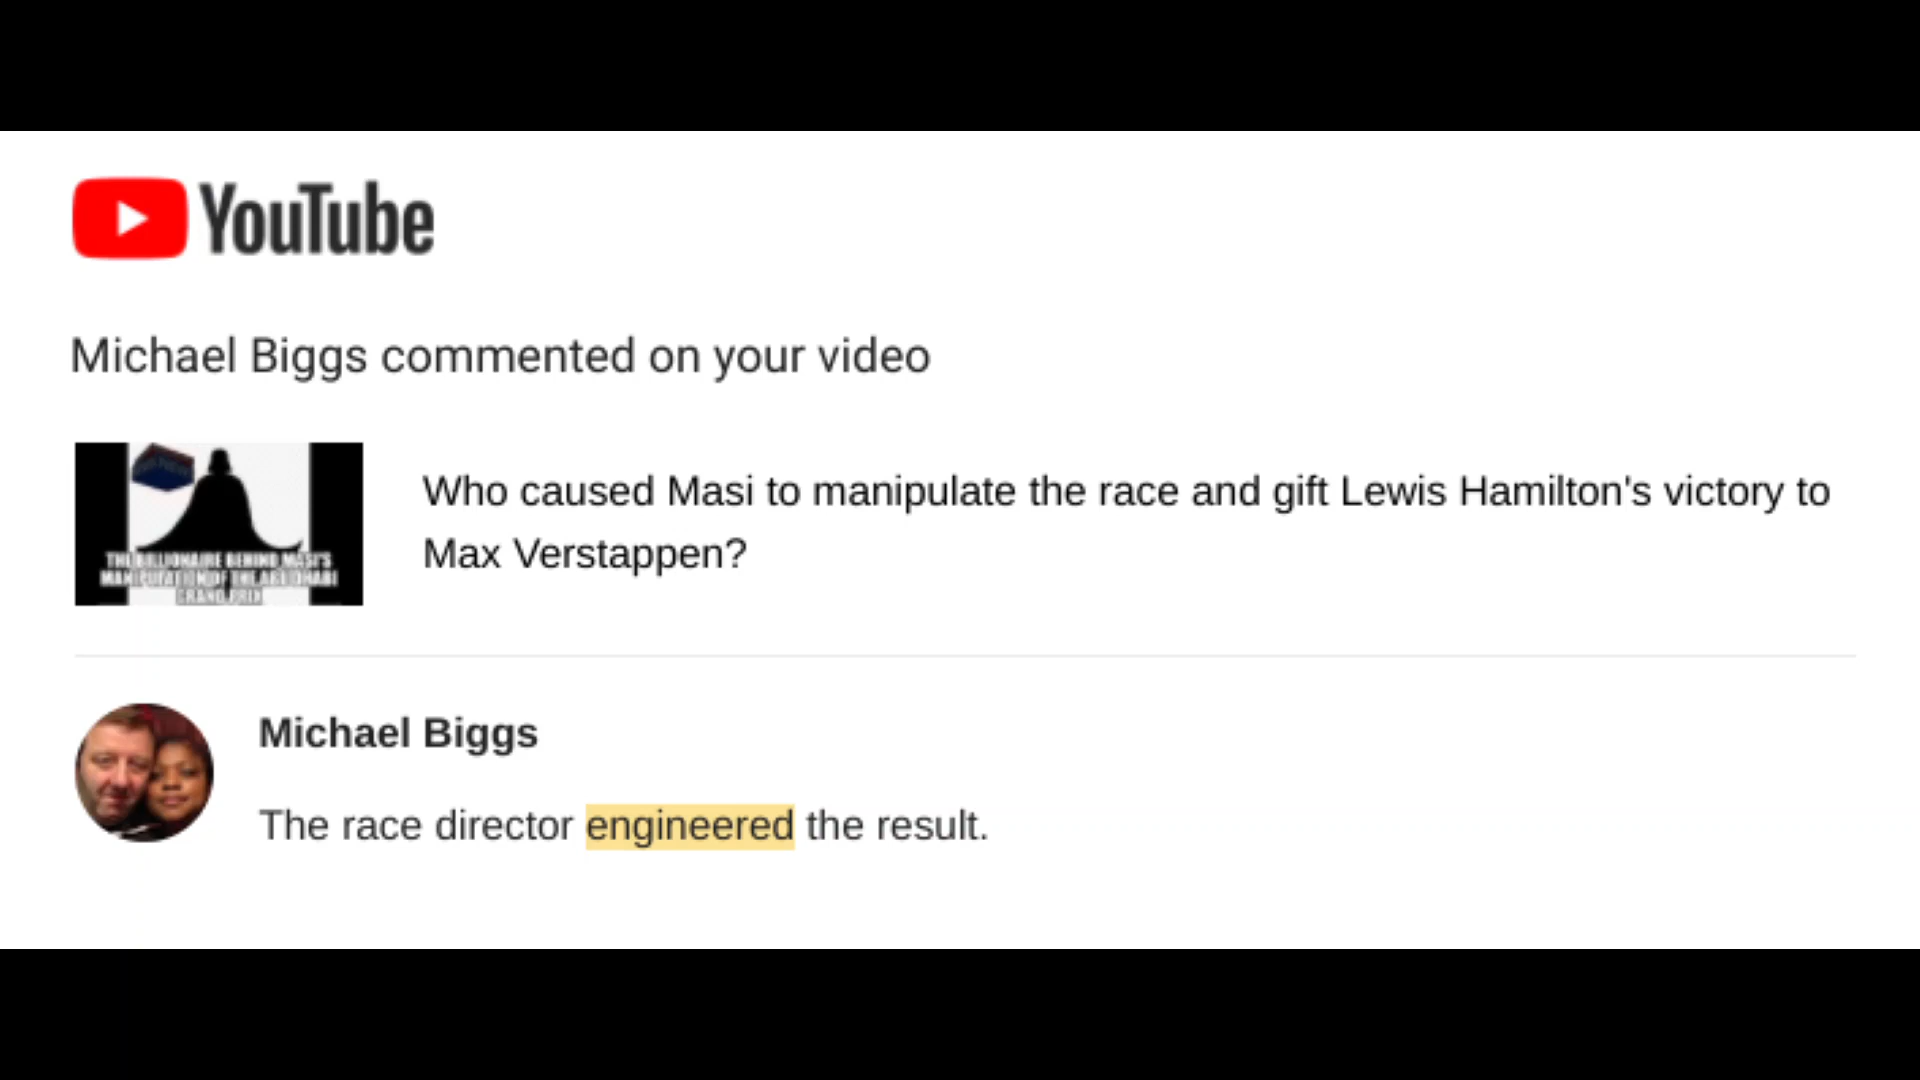 YouTube
Michael Biggs commented on your video
THE BILLIONAIRE BEHIND MASI'S
MANIPULATION OF THE ABU DHABI
GRAND PRIX
Who caused Masi to manipulate the race and gift Lewis Hamilton's victory to
Max Verstappen?
Michael Biggs
The race director engineered the result.